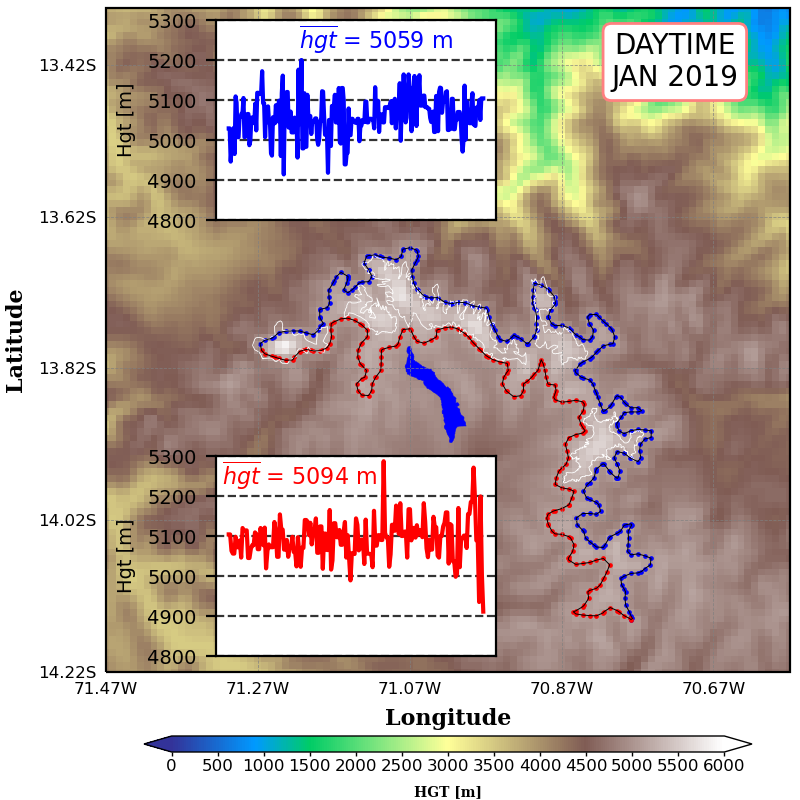 5300
hgt = 5059 m
5200
5100
5000
4900
4800
Hgt [m]
DAYTIME
JAN 2019
13.42S
13.62S
13.82S
14.02S
14.22S
Latitude
5300
hgt = 5094 m
5200
5100
5000
4900
4800
Hgt [m]
71.47W 71.27W 71.07W 70.87W 70.67W
Longitude
0 500 1000 1500 2000 2500 3000 3500 4000 4500 5000 5500 6000
HGT [m]